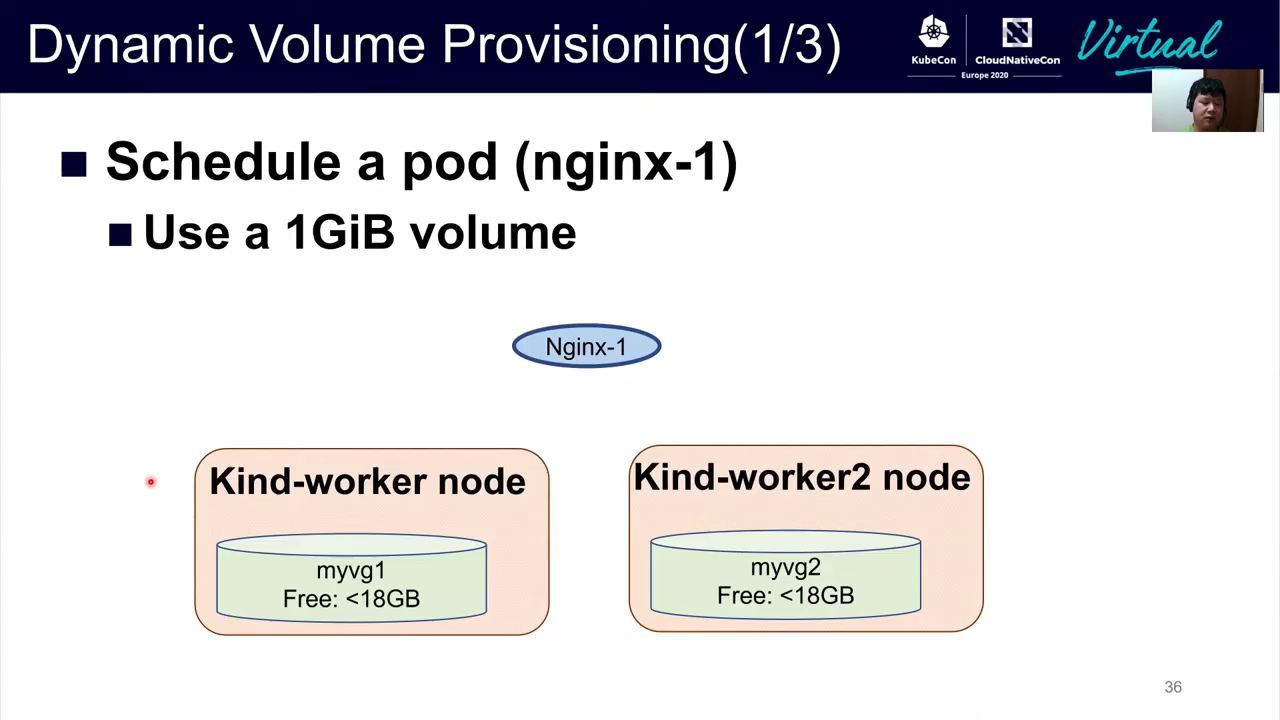 Dynamic Volume Provisioning(1/3)
KubeCon
CloudNativeCon
Europe 2020
Virtual
Schedule a pod (nginx-1)
Use a 1GiB volume
Nginx-1
Kind-worker node
myvg1
Free: <18GB
Kind-worker2 node
myvg2
Free: <18GB
36